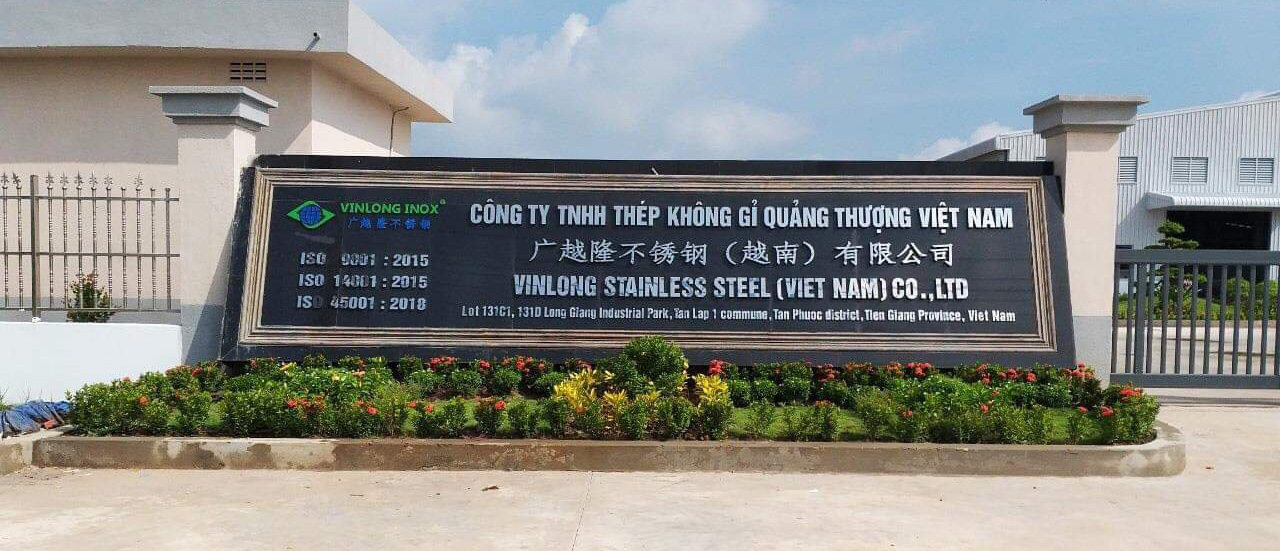 VINLONG INOX®
广越隆不锈钢
ISO 9001 : 2015
ISO 14001 : 2015
ISO 45001 : 2018
CÔNG TY TNHH THÉP KHÔNG GỈ QUẢNG THƯỢNG VIỆT NAM
广越隆不锈钢（越南）有限公司
VINLONG STAINLESS STEEL (VIET NAM) CO.,LTD
Lot 131C1, 131D Long Giang Industrial Park, Tan Lap 1 commune, Tan Phuoc district, Tien Giang Province, Viet Nam